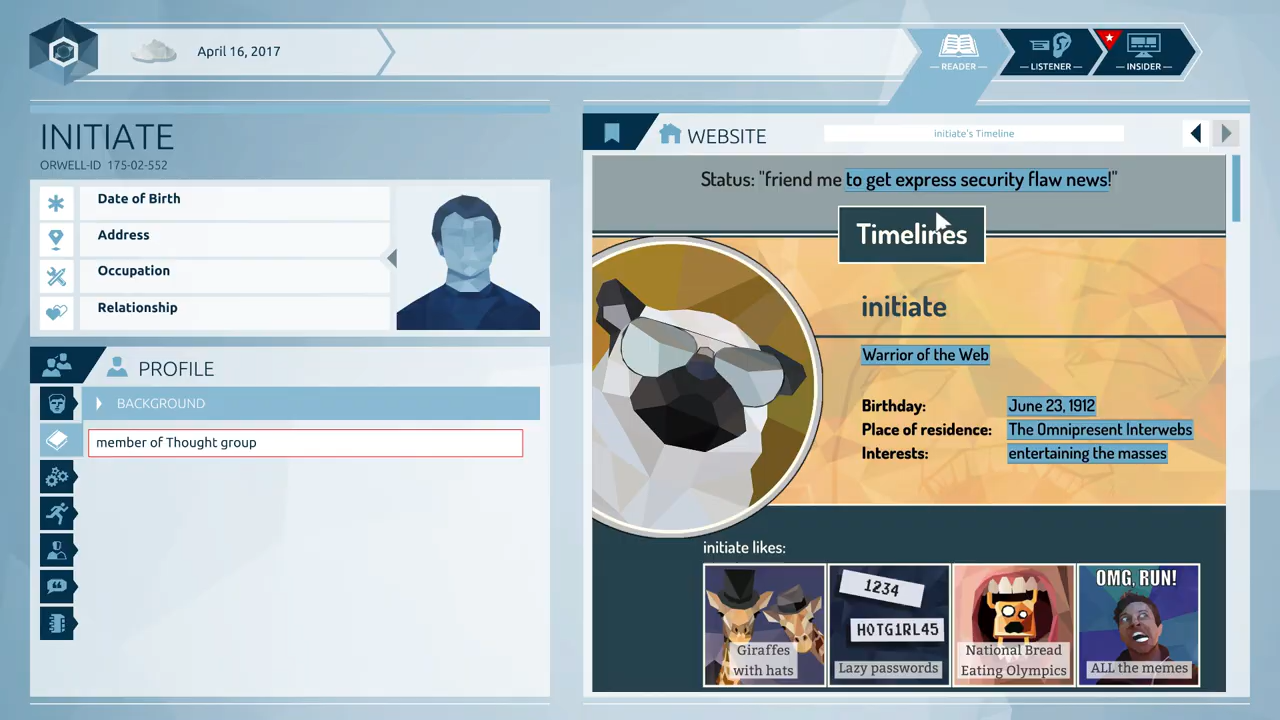 April 16, 2017
READER
LISTENER
INSIDER
INITIATE
ORWELL-ID 175-02-552
Date of Birth
Address
Occupation
Relationship
PROFILE
BACKGROUND
member of Thought group
WEBSITE
initiate's Timeline
Status: "friend me to get express security flaw news!"
Timelines
initiate
Warrior of the Web
Birthday: June 23, 1912
Place of residence: The Omnipresent Interwebs
Interests: entertaining the masses
initiate likes:
Giraffes
with hats
1234
H0TG1RL45
Lazy passwords
National Bread
Eating Olympics
OMG, RUN!
ALL the memes